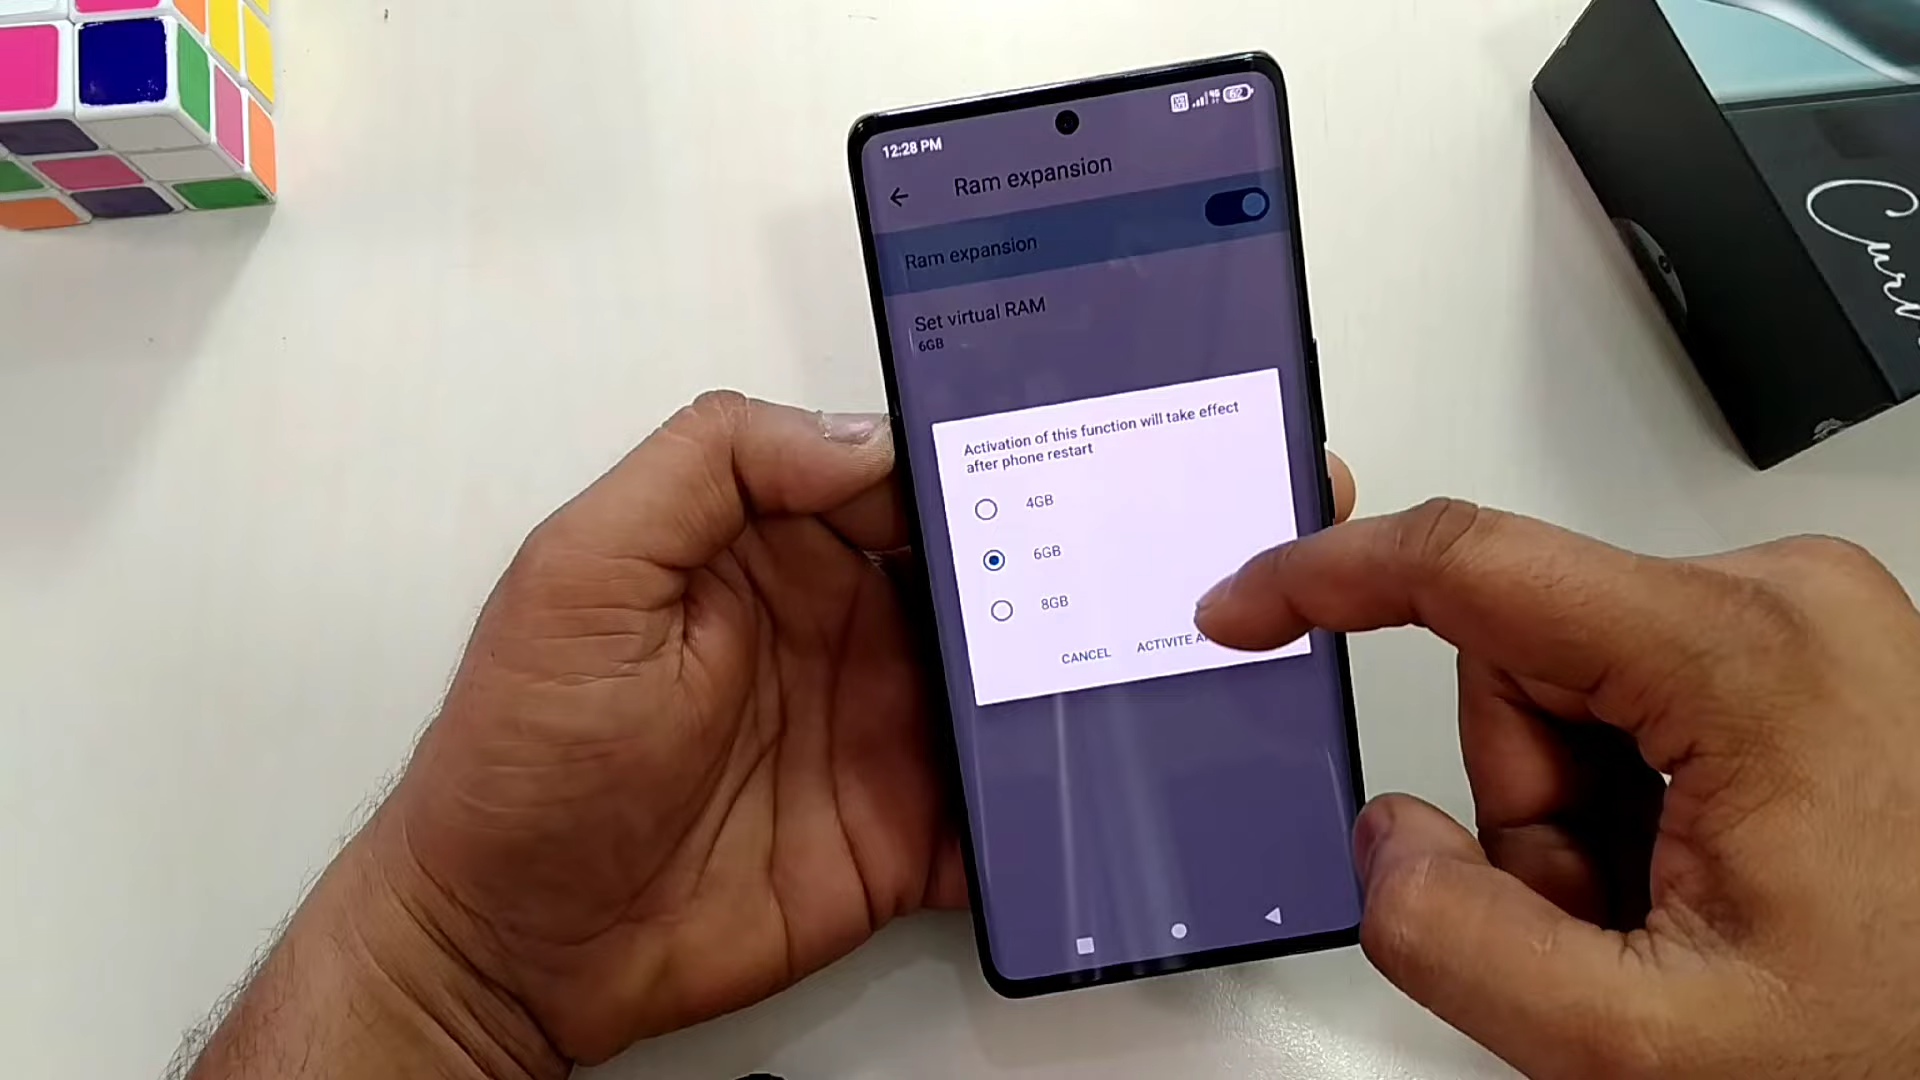 12:28 PM
62
Ram expansion
Ram expansion
Set virtual RAM
6GB
Activation of this function will take effect
after phone restart
4GB
6GB
8GB
CANCEL ACTIVITE